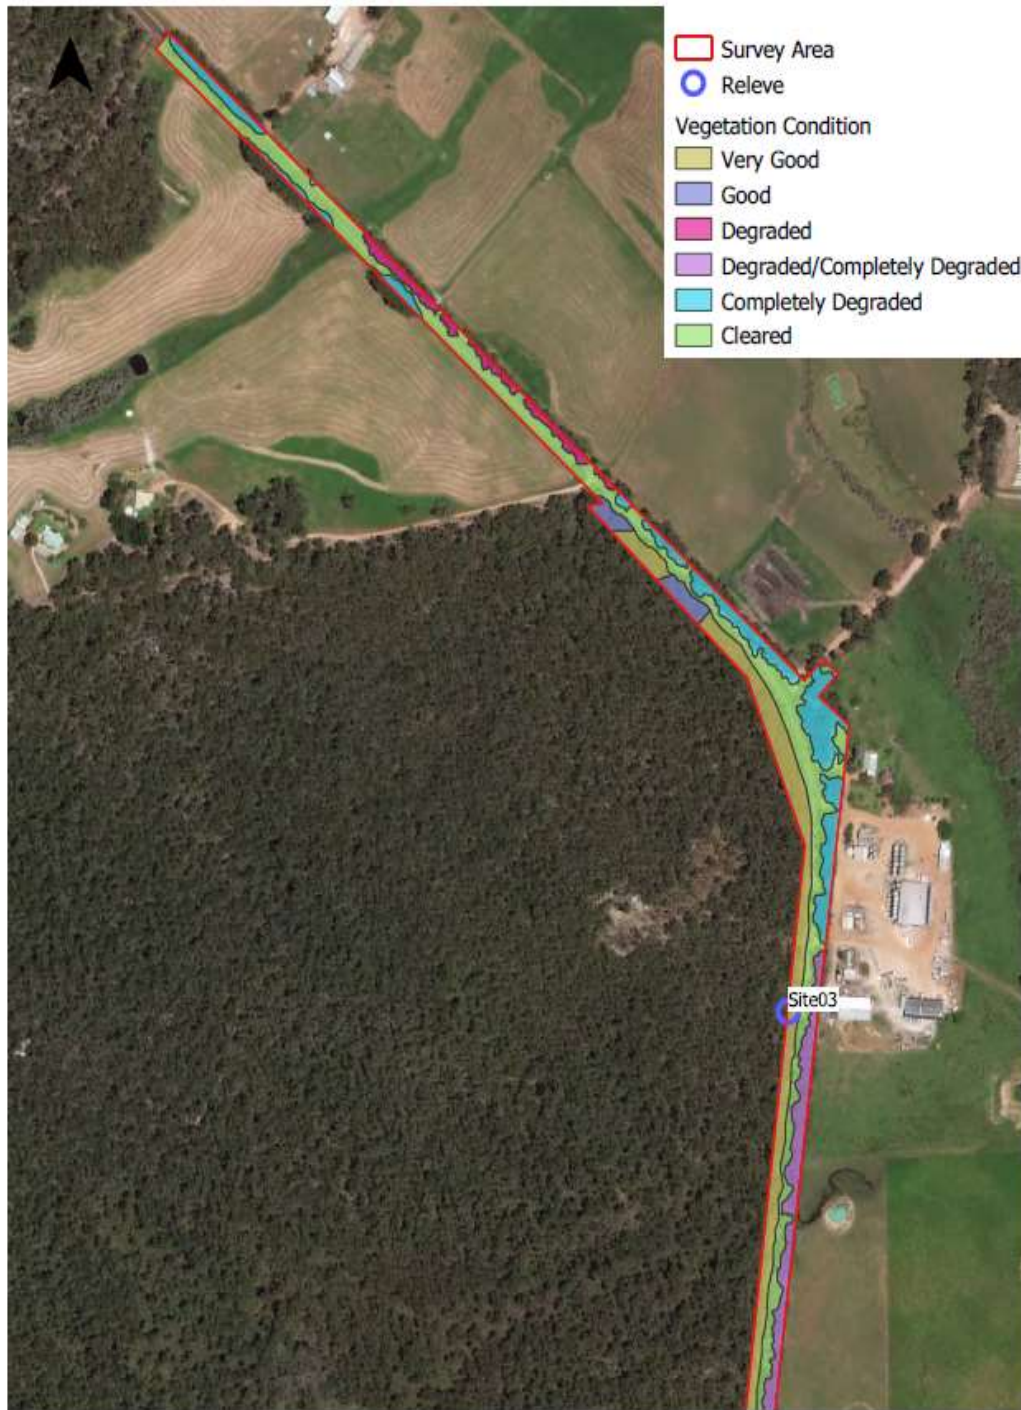 Survey Area
Releve
Vegetation Condition
Very Good
Good
Degraded
Degraded/Completely Degraded
Completely Degraded
Cleared
Site03